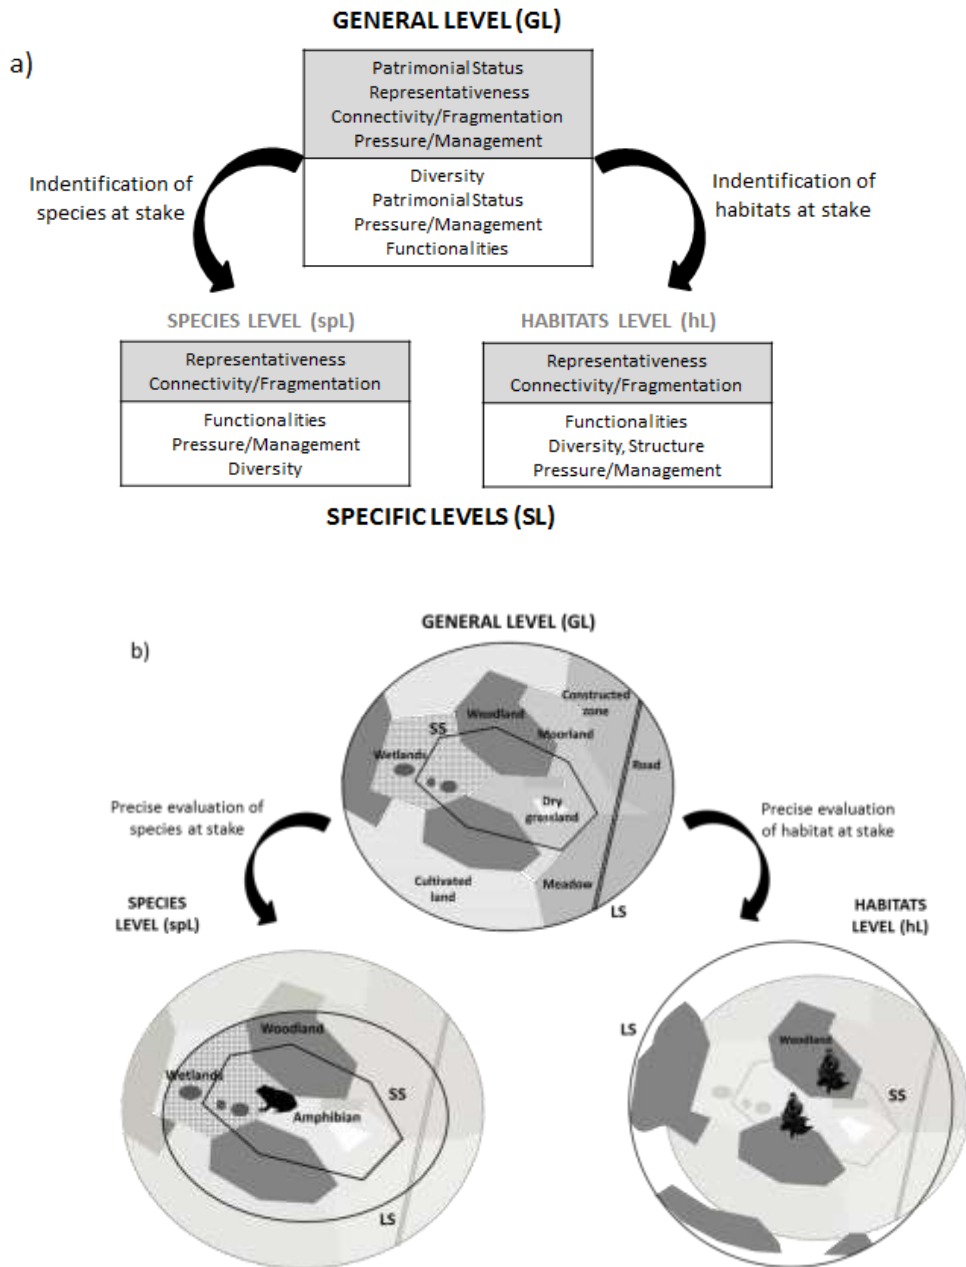 GENERAL LEVEL (GL)
a)
Patrimonial Status
Representativeness
Connectivity/Fragmentation
Pressure/Management
Diversity
Patrimonial Status
Pressure/Management
Functionalities
Indentification of
species at stake
Indentification of
habitats at stake
SPECIES LEVEL (spL)
Representativeness
Connectivity/Fragmentation
Functionalities
Pressure/Management
Diversity
HABITATS LEVEL (hL)
Representativeness
Connectivity/Fragmentation
Functionalities
Diversity, Structure
Pressure/Management
SPECIFIC LEVELS (SL)
b)
GENERAL LEVEL (GL)
Constructed
zone
Woodland
SS
Moorland
Wetlands
Road
Dry
grassland
Cultivated
land
Meadow
LS
Precise evaluation of
species at stake
Precise evaluation
of habitat at stake
SPECIES
LEVEL (spL)
Woodland
Wetlands
SS
Amphibian
LS
HABITATS
LEVEL (hL)
LS
Woodland
SS